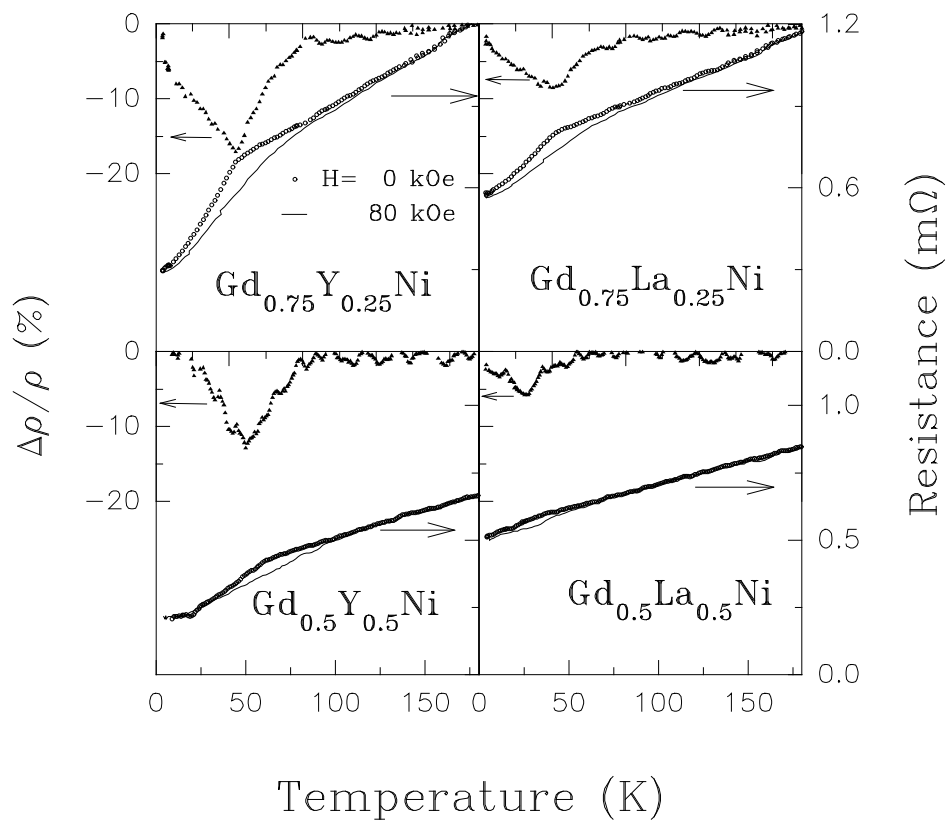 0
−10
−20
H= 0 kOe
80 kOe
Gd0.75Y0.25Ni
Gd0.75La0.25Ni
1.2
0.6
0.0
0
−10
−20
Gd0.5Y0.5Ni
Gd0.5La0.5Ni
1.0
0.5
0.0
0 50 100 150 0 50 100 150
Δρ/ρ (%)
Resistance (mΩ)
Temperature (K)